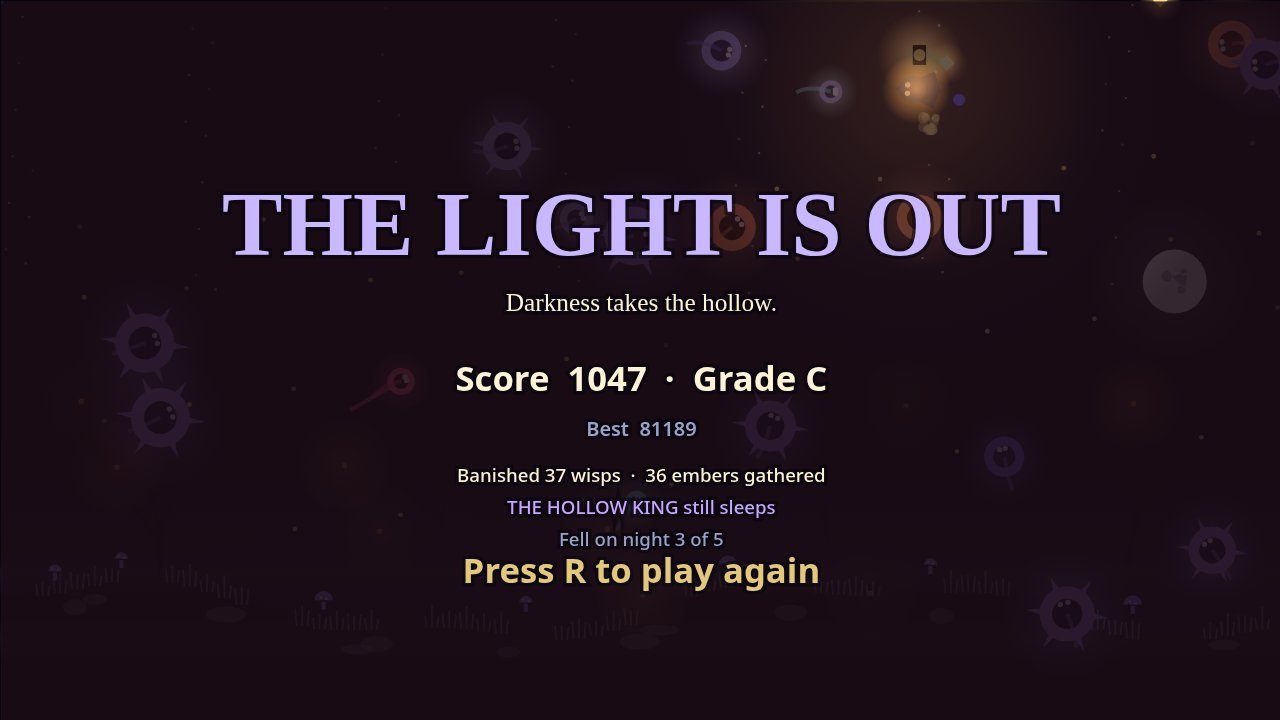 THE LIGHT IS OUT
Darkness takes the hollow.
Score 1047 · Grade C
Best 81189
Banished 37 wisps · 36 embers gathered
THE HOLLOW KING still sleeps
Fell on night 3 of 5
Press R to play again